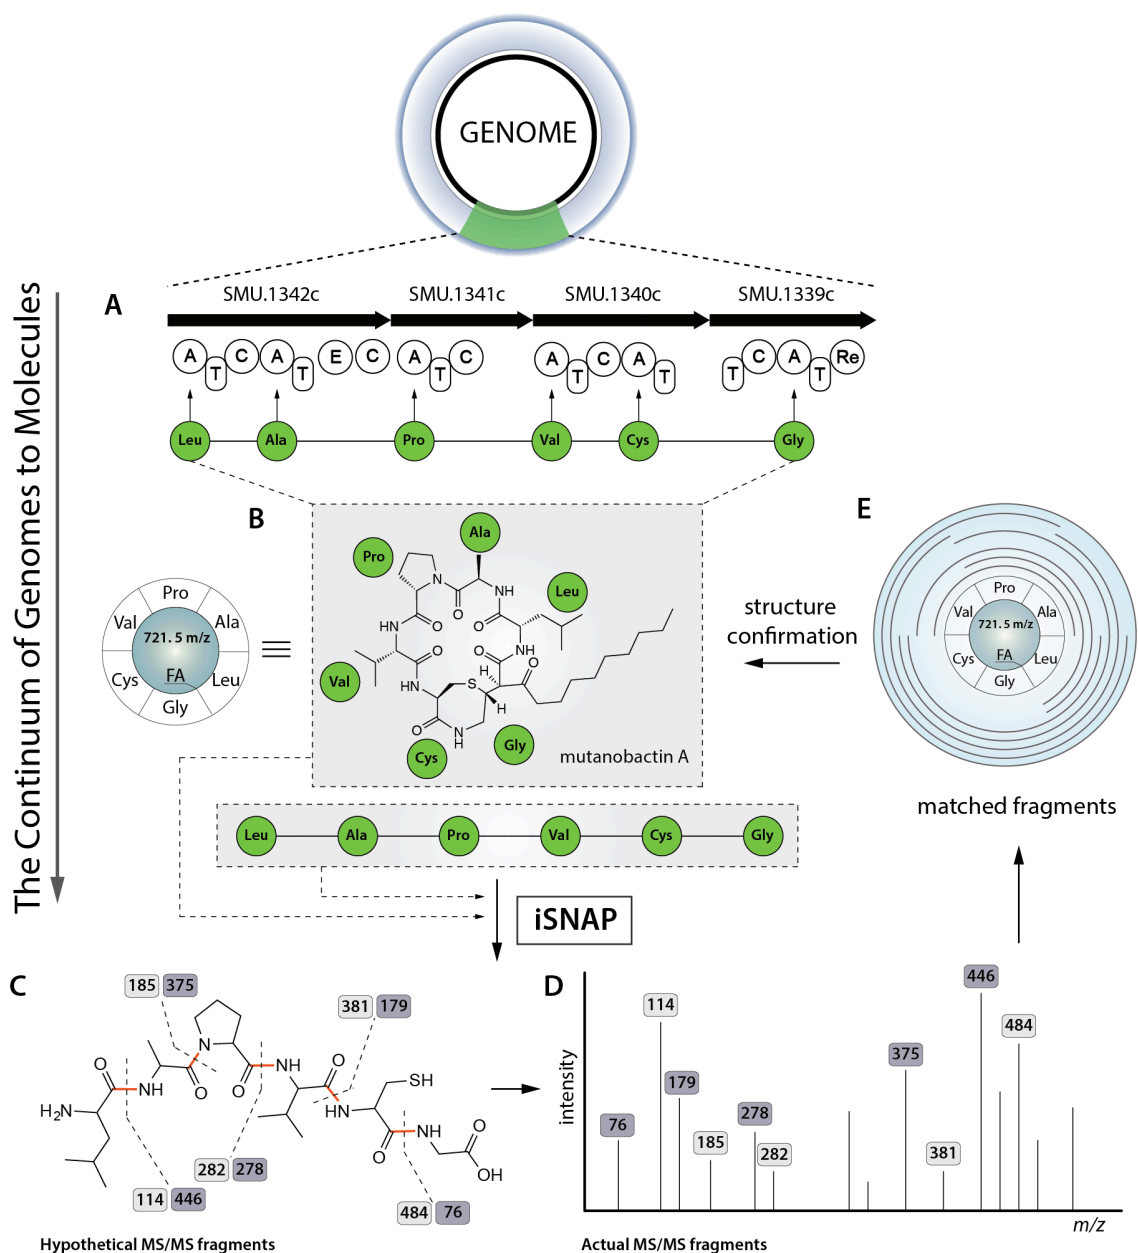 GENOME
The Continuum of Genomes to Molecules
A
SMU.1342c SMU.1341c SMU.1340c SMU.1339c
A T C A T E C A T C A T C A T T C A T Re
Leu Ala Pro Val Cys Gly
B
E
Pro
Ala
Leu
Val
Cys
Gly
N
O
NH
O
O
HN
O
O
NH
O
HN
H
O
S
H
O
N
H
mutanobactin A
Pro
Val Ala
721.5 m/z
Cys FA Leu
Gly
structure
confirmation
Pro
Val Ala
721.5 m/z
Cys FA Leu
Gly
matched fragments
Leu Ala Pro Val Cys Gly
iSNAP
C
185 375
381 179
282 278
114 446
484 76
O
H₂N
NH
N
O
O
NH
O
HN
SH
O
NH
O
OH
Hypothetical MS/MS fragments
D
intensity
76
114
179
185
278
282
375
381
446
484
m/z
Actual MS/MS fragments